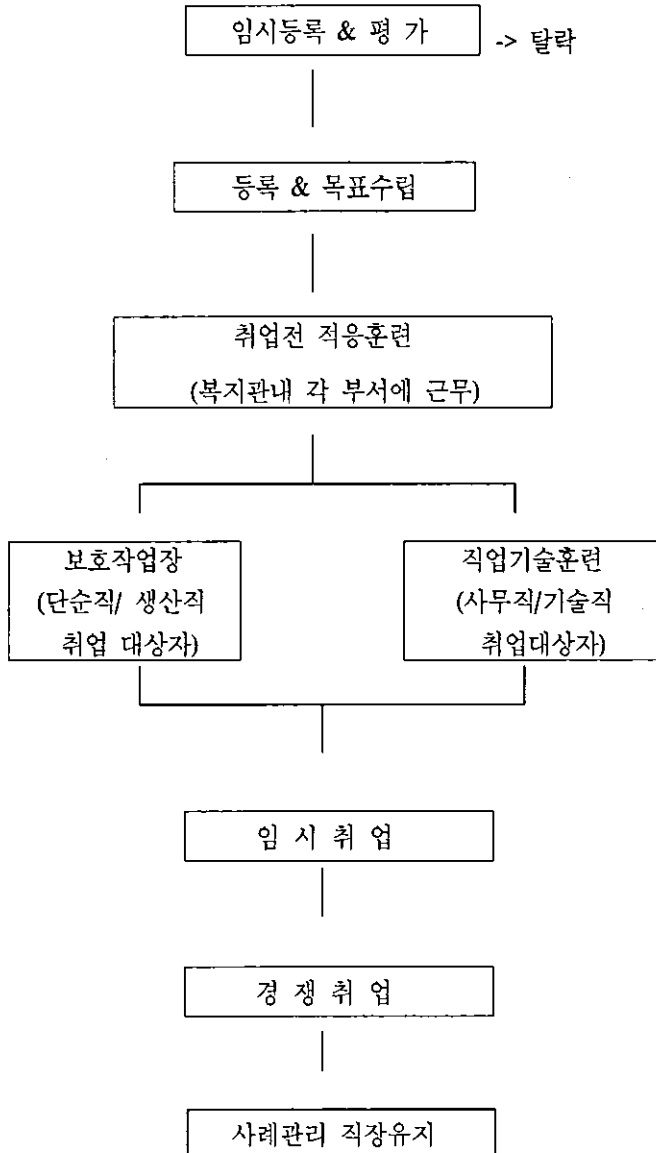 임시등록 & 평 가
-> 탈락
등록 & 목표수립
취업전 적응훈련
(복지관내 각 부서에 근무)
보호작업장
(단순직/ 생산직
취업 대상자)
직업기술훈련
(사무직/기술직
취업대상자)
임 시 취 업
경 쟁 취 업
사례관리 직장유지